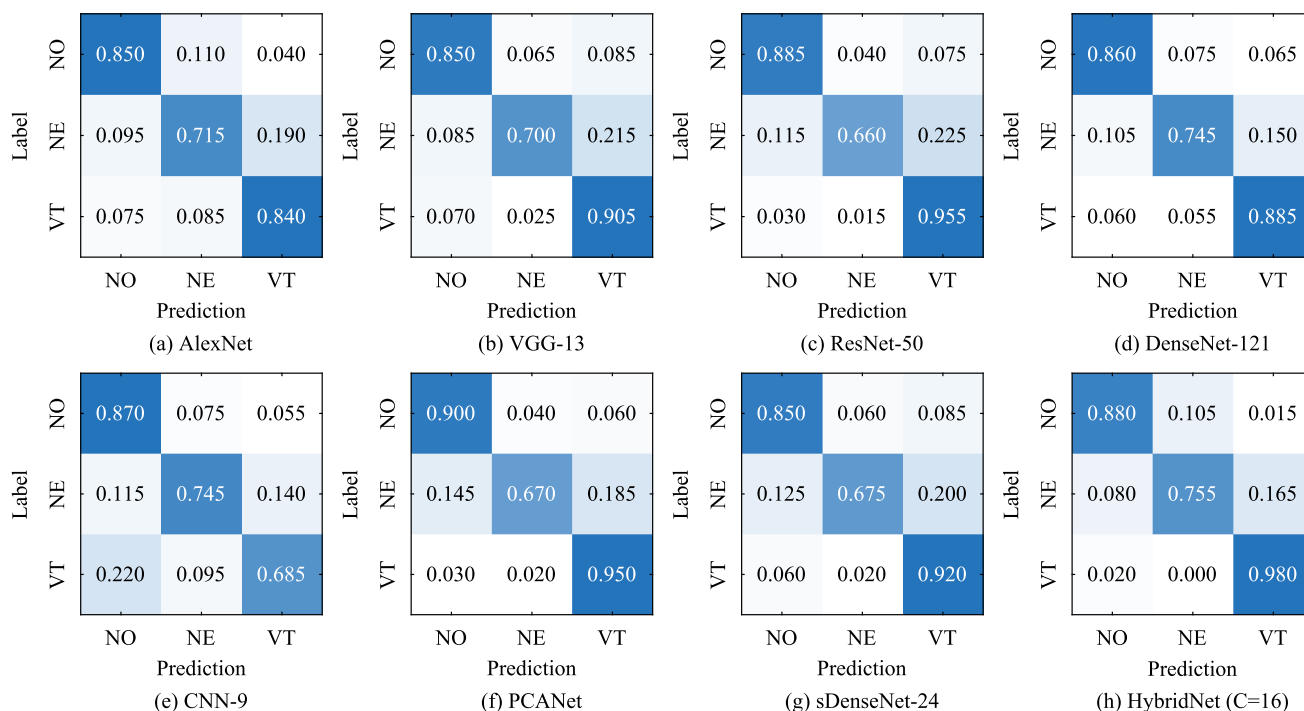 NO 0.850 0.110 0.040 NO 0.850 0.065 0.085 NO 0.885 0.040 0.075 NO 0.860 0.075 0.065
Label NE 0.095 0.715 0.190 Label NE 0.085 0.700 0.215 Label NE 0.115 0.660 0.225 Label NE 0.105 0.745 0.150
VT 0.075 0.085 0.840 VT 0.070 0.025 0.905 VT 0.030 0.015 0.955 VT 0.060 0.055 0.885
NO NE VT NO NE VT NO NE VT NO NE VT
Prediction Prediction Prediction Prediction
(a) AlexNet (b) VGG-13 (c) ResNet-50 (d) DenseNet-121
NO 0.870 0.075 0.055 NO 0.900 0.040 0.060 NO 0.850 0.060 0.085 NO 0.880 0.105 0.015
Label NE 0.115 0.745 0.140 Label NE 0.145 0.670 0.185 Label NE 0.125 0.675 0.200 Label NE 0.080 0.755 0.165
VT 0.220 0.095 0.685 VT 0.030 0.020 0.950 VT 0.060 0.020 0.920 VT 0.020 0.000 0.980
NO NE VT NO NE VT NO NE VT NO NE VT
Prediction Prediction Prediction Prediction
(e) CNN-9 (f) PCANet (g) sDenseNet-24 (h) HybridNet (C=16)